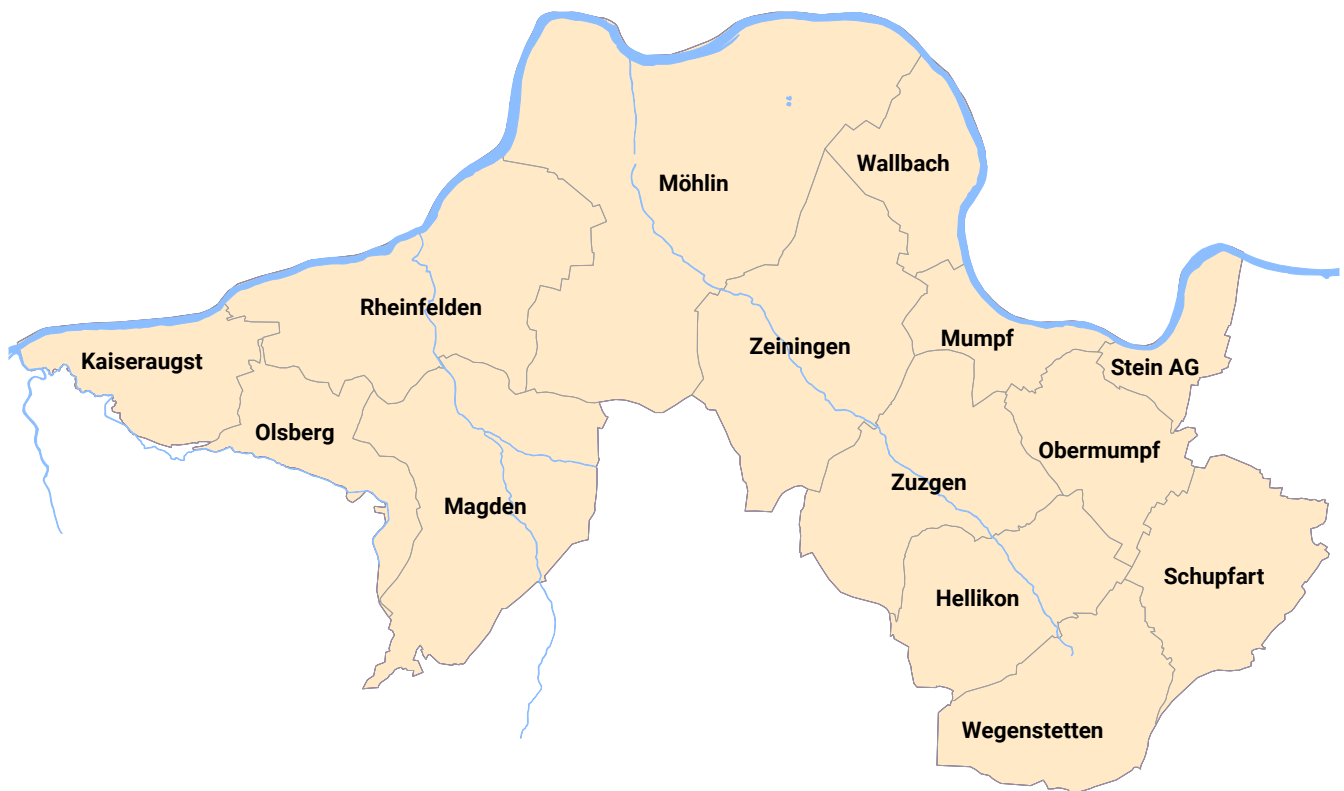 Wallbach
Möhlin
Rheinfelden
Mumpf
Zeiningen
Kaiseraugst
Stein AG
Olsberg
Obermumpf
Zuzgen
Magden
Schupfart
Hellikon
Wegenstetten